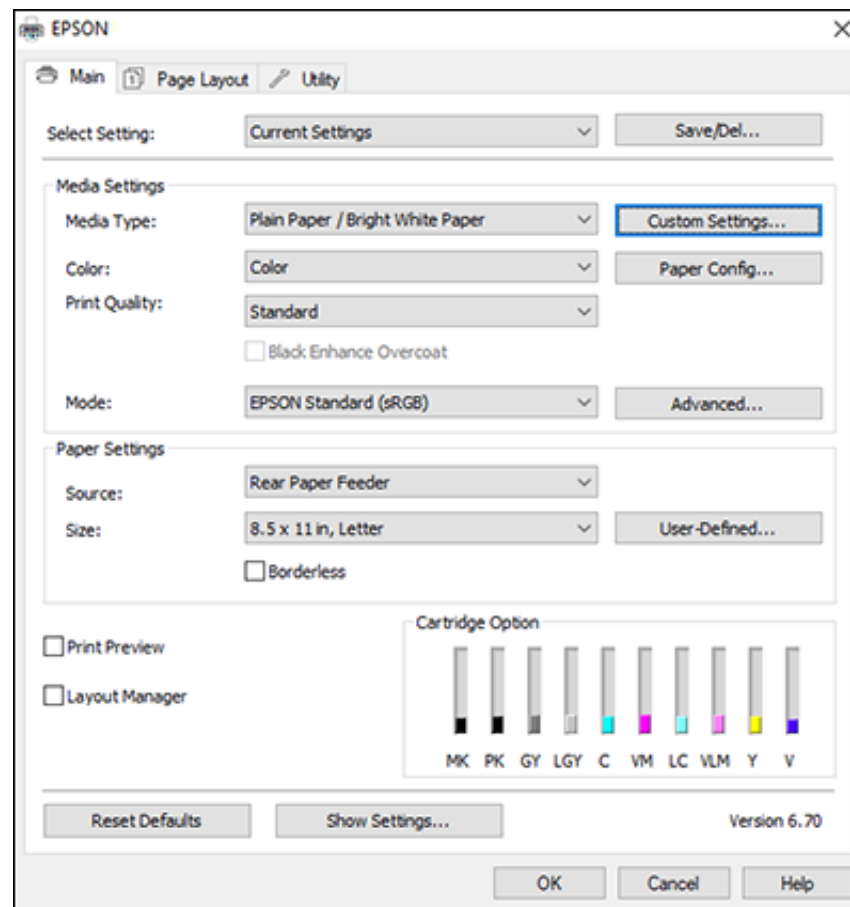 EPSON
Main
Page Layout
Utility
Select Setting:
Current Settings
Save/Del...
Media Settings
Media Type:
Plain Paper / Bright White Paper
Custom Settings...
Color:
Color
Paper Config...
Print Quality:
Standard
Black Enhance Overcoat
Mode:
EPSON Standard (sRGB)
Advanced...
Paper Settings
Source:
Rear Paper Feeder
Size:
8.5 x 11 in, Letter
User-Defined...
Borderless
Print Preview
Layout Manager
Cartridge Option
MK PK GY LGY C VM LC VLM Y V
Reset Defaults
Show Settings...
Version 6.70
OK
Cancel
Help